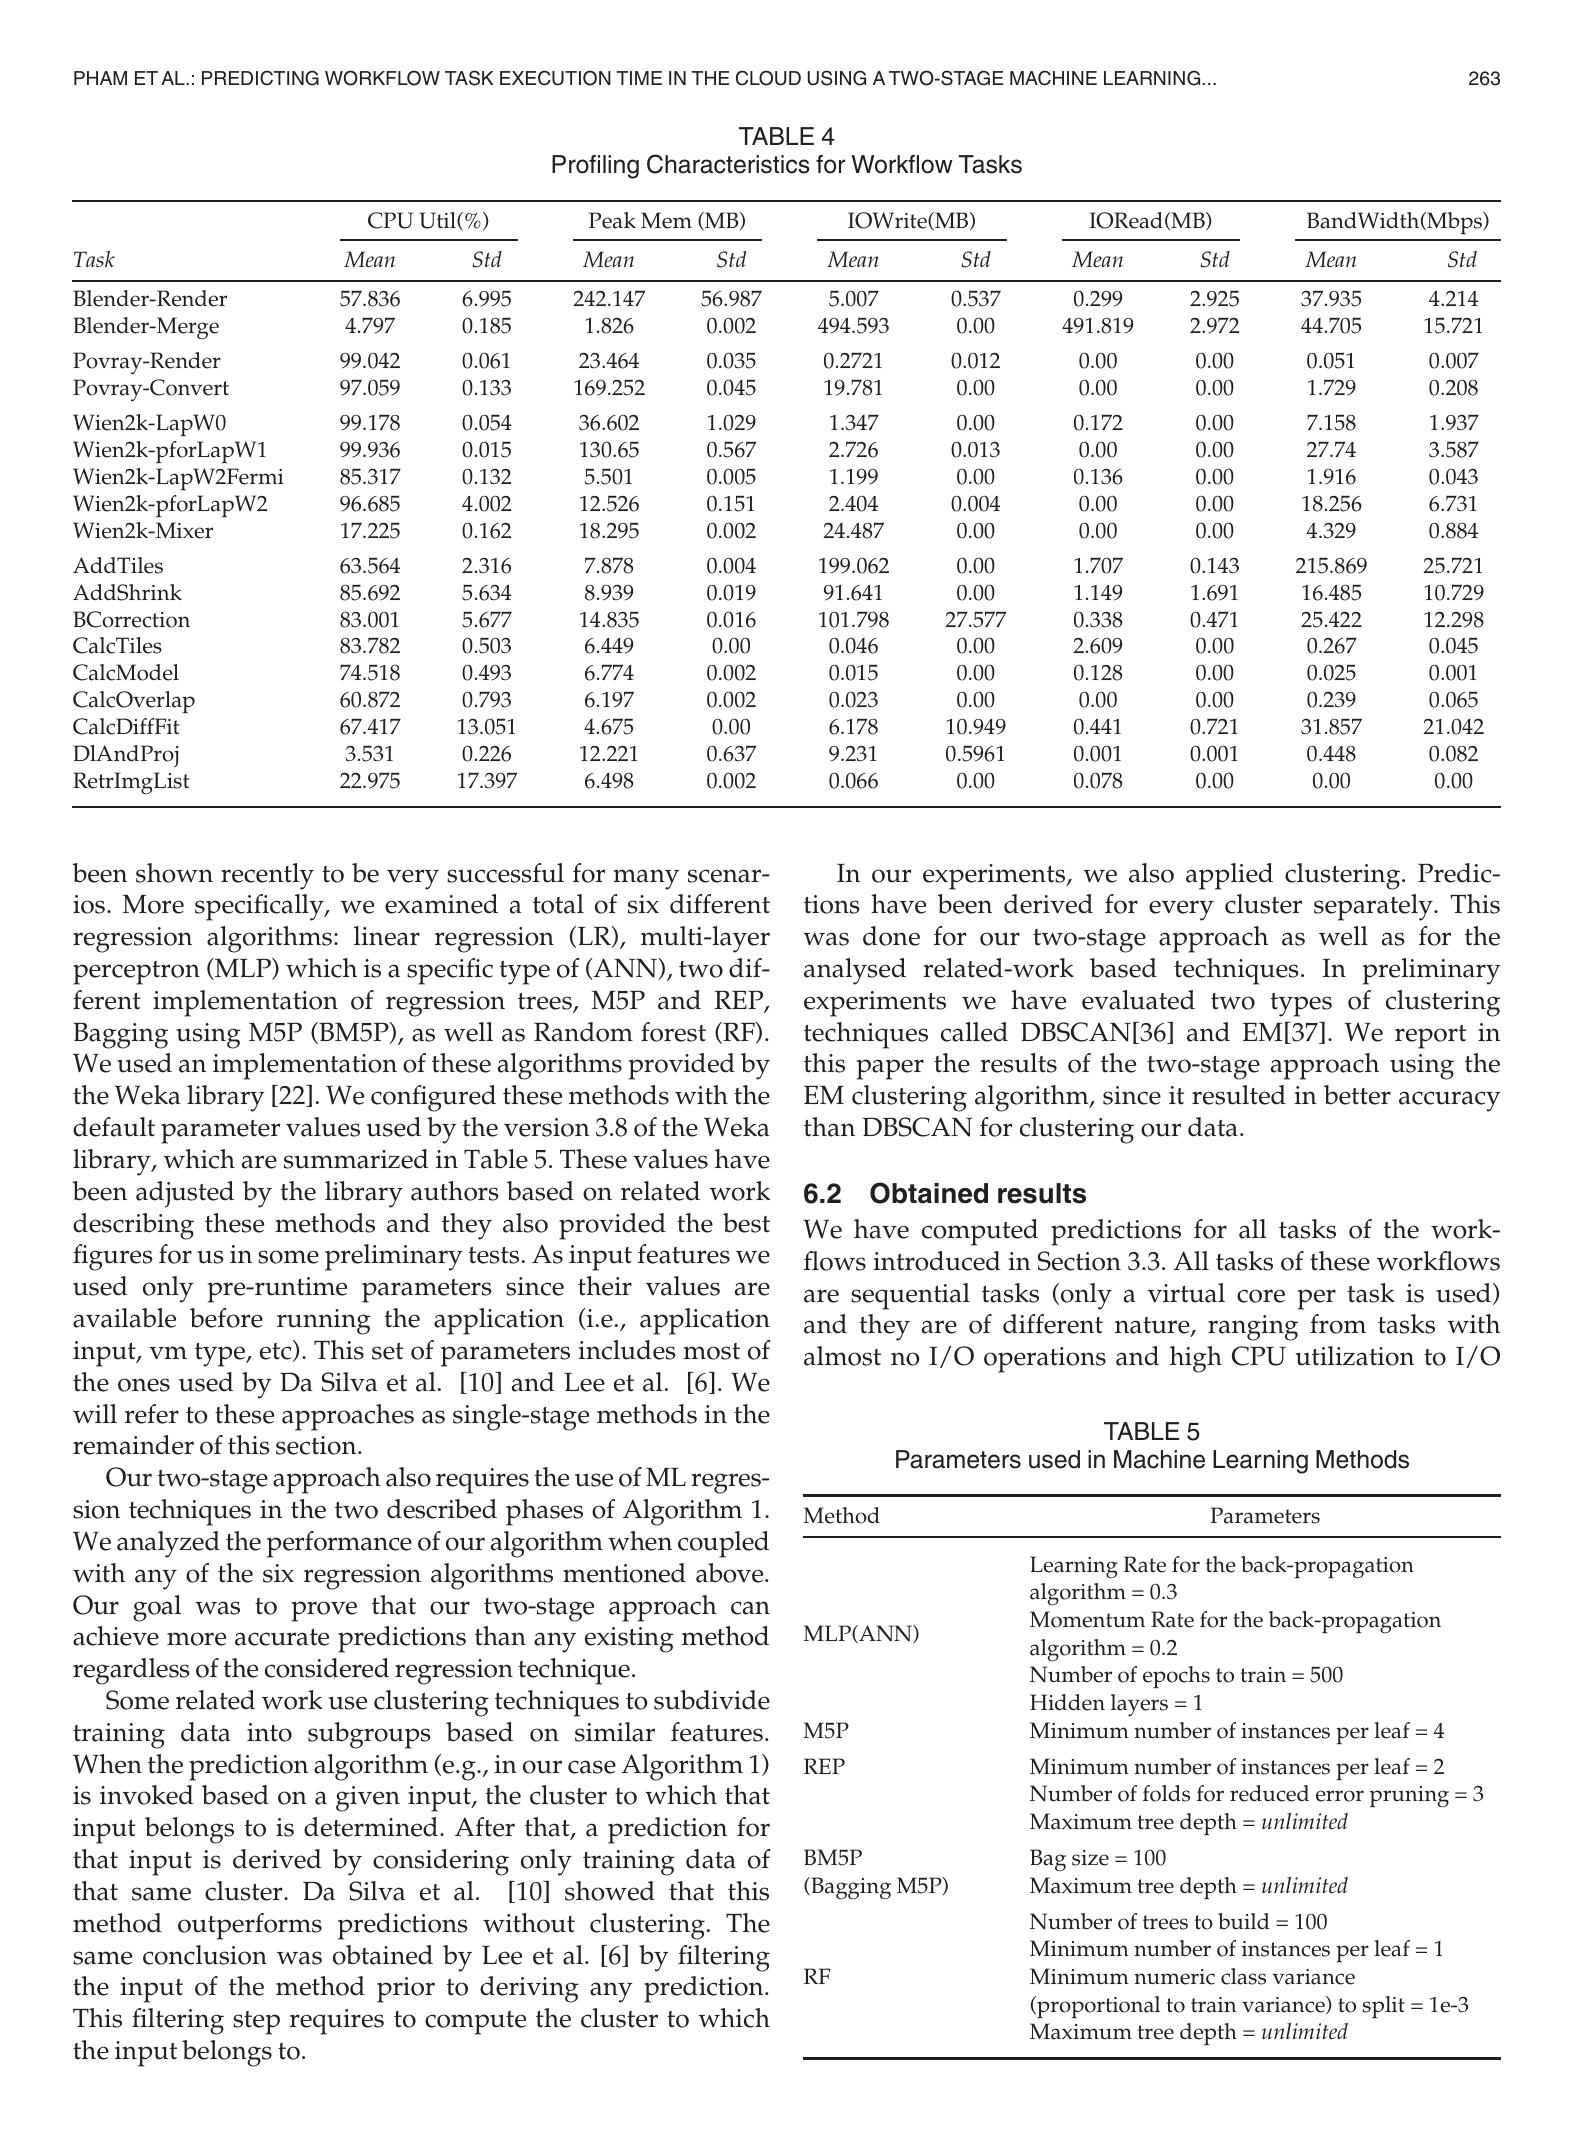 PHAM ET AL.: PREDICTING WORKFLOW TASK EXECUTION TIME IN THE CLOUD USING A TWO-STAGE MACHINE LEARNING... 263
TABLE 4
Profiling Characteristics for Workflow Tasks
CPU Util(%) Peak Mem (MB) IOWrite(MB) IORead(MB) BandWidth(Mbps)
Task Mean Std Mean Std Mean Std Mean Std Mean Std
Blender-Render 57.836 6.995 242.147 56.987 5.007 0.537 0.299 2.925 37.935 4.214
Blender-Merge 4.797 0.185 1.826 0.002 494.593 0.00 491.819 2.972 44.705 15.721
Povray-Render 99.042 0.061 23.464 0.035 0.2721 0.012 0.00 0.00 0.051 0.007
Povray-Convert 97.059 0.133 169.252 0.045 19.781 0.00 0.00 0.00 1.729 0.208
Wien2k-LapW0 99.178 0.054 36.602 1.029 1.347 0.00 0.172 0.00 7.158 1.937
Wien2k-pforLapW1 99.936 0.015 130.65 0.567 2.726 0.013 0.00 0.00 27.74 3.587
Wien2k-LapW2Fermi 85.317 0.132 5.501 0.005 1.199 0.00 0.136 0.00 1.916 0.043
Wien2k-pforLapW2 96.685 4.002 12.526 0.151 2.404 0.004 0.00 0.00 18.256 6.731
Wien2k-Mixer 17.225 0.162 18.295 0.002 24.487 0.00 0.00 0.00 4.329 0.884
AddTiles 63.564 2.316 7.878 0.004 199.062 0.00 1.707 0.143 215.869 25.721
AddShrink 85.692 5.634 8.939 0.019 91.641 0.00 1.149 1.691 16.485 10.729
BCorrection 83.001 5.677 14.835 0.016 101.798 27.577 0.338 0.471 25.422 12.298
CalcTiles 83.782 0.503 6.449 0.00 0.046 0.00 2.609 0.00 0.267 0.045
CalcModel 74.518 0.493 6.774 0.002 0.015 0.00 0.128 0.00 0.025 0.001
CalcOverlap 60.872 0.793 6.197 0.002 0.023 0.00 0.00 0.00 0.239 0.065
CalcDiffFit 67.417 13.051 4.675 0.00 6.178 10.949 0.441 0.721 31.857 21.042
DlAndProj 3.531 0.226 12.221 0.637 9.231 0.5961 0.001 0.001 0.448 0.082
RetrImgList 22.975 17.397 6.498 0.002 0.066 0.00 0.078 0.00 0.00 0.00
been shown recently to be very successful for many scenar-
ios. More specifically, we examined a total of six different
regression algorithms: linear regression (LR), multi-layer
perceptron (MLP) which is a specific type of (ANN), two dif-
ferent implementation of regression trees, M5P and REP,
Bagging using M5P (BM5P), as well as Random forest (RF).
We used an implementation of these algorithms provided by
the Weka library [22]. We configured these methods with the
default parameter values used by the version 3.8 of the Weka
library, which are summarized in Table 5. These values have
been adjusted by the library authors based on related work
describing these methods and they also provided the best
figures for us in some preliminary tests. As input features we
used only pre-runtime parameters since their values are
available before running the application (i.e., application
input, vm type, etc). This set of parameters includes most of
the ones used by Da Silva et al. [10] and Lee et al. [6]. We
will refer to these approaches as single-stage methods in the
remainder of this section.
Our two-stage approach also requires the use of ML regres-
sion techniques in the two described phases of Algorithm 1.
We analyzed the performance of our algorithm when coupled
with any of the six regression algorithms mentioned above.
Our goal was to prove that our two-stage approach can
achieve more accurate predictions than any existing method
regardless of the considered regression technique.
Some related work use clustering techniques to subdivide
training data into subgroups based on similar features.
When the prediction algorithm (e.g., in our case Algorithm 1)
is invoked based on a given input, the cluster to which that
input belongs to is determined. After that, a prediction for
that input is derived by considering only training data of
that same cluster. Da Silva et al. [10] showed that this
method outperforms predictions without clustering. The
same conclusion was obtained by Lee et al. [6] by filtering
the input of the method prior to deriving any prediction.
This filtering step requires to compute the cluster to which
the input belongs to.
In our experiments, we also applied clustering. Predic-
tions have been derived for every cluster separately. This
was done for our two-stage approach as well as for the
analysed related-work based techniques. In preliminary
experiments we have evaluated two types of clustering
techniques called DBSCAN[36] and EM[37]. We report in
this paper the results of the two-stage approach using the
EM clustering algorithm, since it resulted in better accuracy
than DBSCAN for clustering our data.
6.2 Obtained results
We have computed predictions for all tasks of the work-
flows introduced in Section 3.3. All tasks of these workflows
are sequential tasks (only a virtual core per task is used)
and they are of different nature, ranging from tasks with
almost no I/O operations and high CPU utilization to I/O
TABLE 5
Parameters used in Machine Learning Methods
Method Parameters
Learning Rate for the back-propagation
algorithm = 0.3
Momentum Rate for the back-propagation
MLP(ANN)
algorithm = 0.2
Number of epochs to train = 500
Hidden layers = 1
M5P Minimum number of instances per leaf = 4
REP Minimum number of instances per leaf = 2
Number of folds for reduced error pruning = 3
Maximum tree depth = unlimited
BM5P Bag size = 100
(Bagging M5P) Maximum tree depth = unlimited
Number of trees to build = 100
Minimum number of instances per leaf = 1
RF Minimum numeric class variance
(proportional to train variance) to split = 1e-3
Maximum tree depth = unlimited